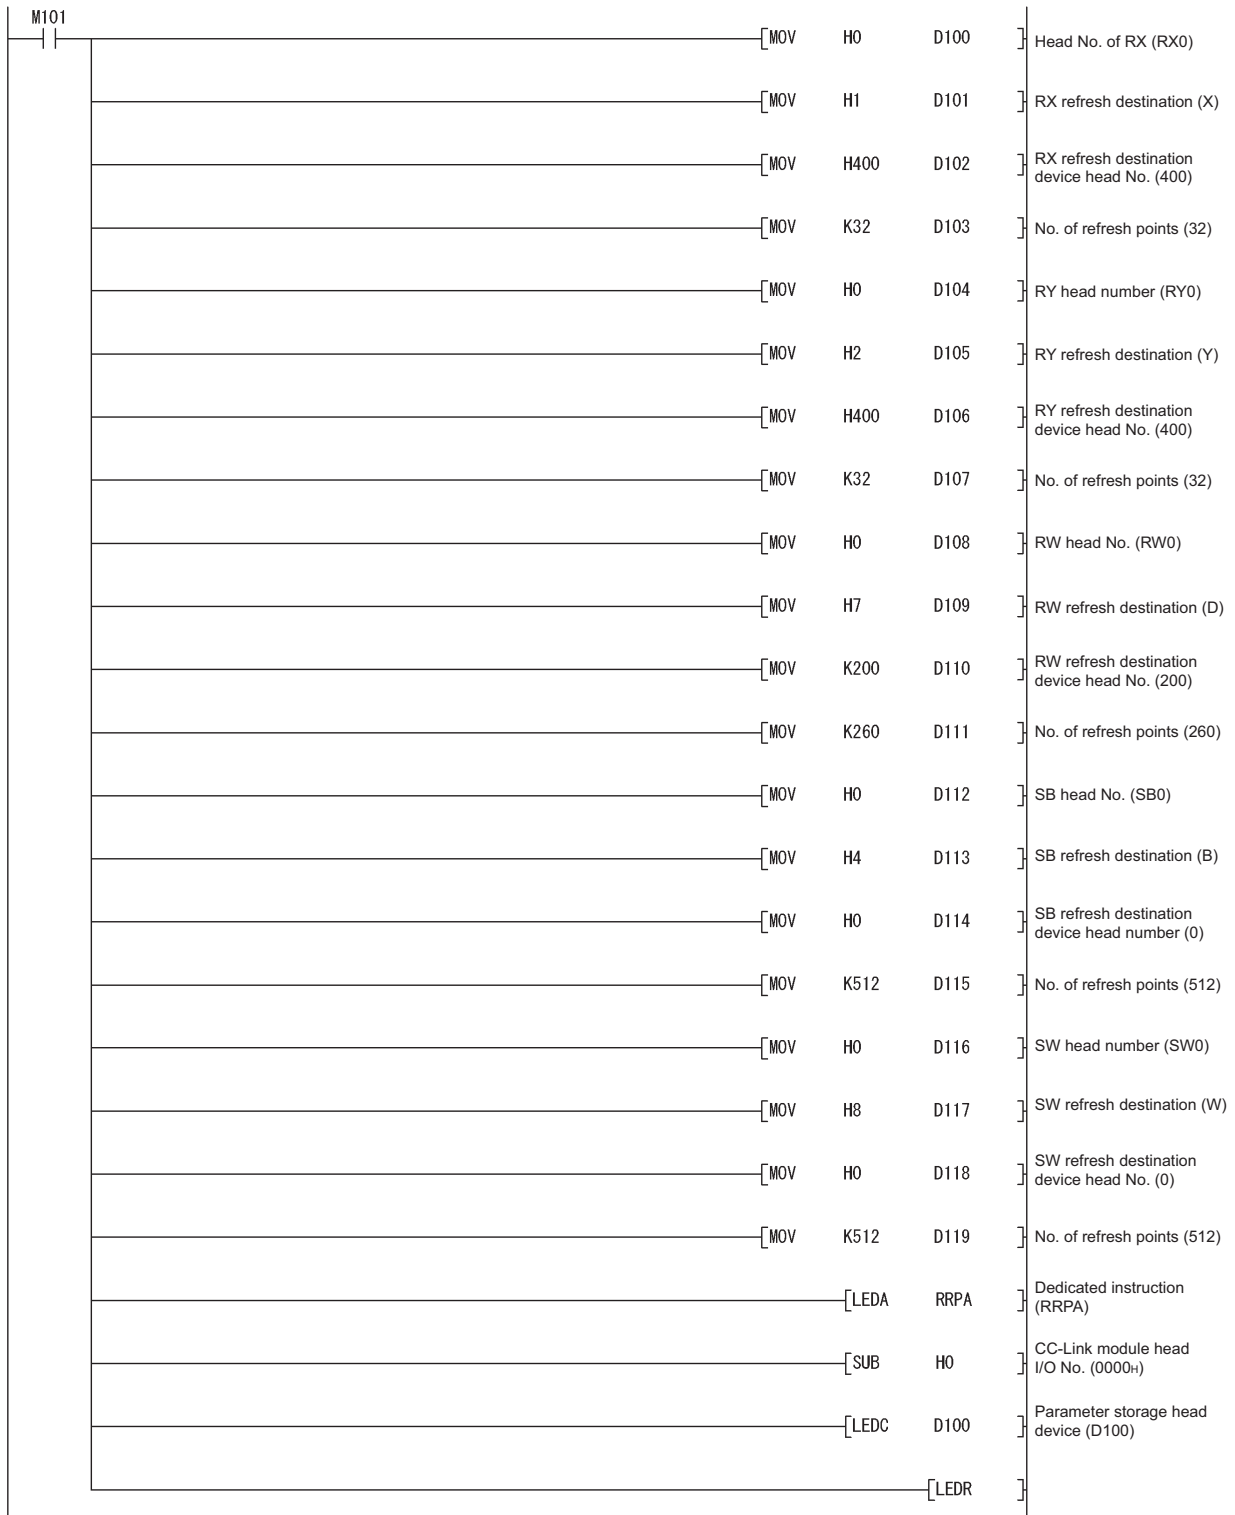 M101
[MOV H0 D100 ] Head No. of RX (RX0)
[MOV H1 D101 ] RX refresh destination (X)
[MOV H400 D102 ] RX refresh destination
device head No. (400)
[MOV K32 D103 ] No. of refresh points (32)
[MOV H0 D104 ] RY head number (RY0)
[MOV H2 D105 ] RY refresh destination (Y)
[MOV H400 D106 ] RY refresh destination
device head No. (400)
[MOV K32 D107 ] No. of refresh points (32)
[MOV H0 D108 ] RW head No. (RW0)
[MOV H7 D109 ] RW refresh destination (D)
[MOV K200 D110 ] RW refresh destination
device head No. (200)
[MOV K260 D111 ] No. of refresh points (260)
[MOV H0 D112 ] SB head No. (SB0)
[MOV H4 D113 ] SB refresh destination (B)
[MOV H0 D114 ] SB refresh destination
device head number (0)
[MOV K512 D115 ] No. of refresh points (512)
[MOV H0 D116 ] SW head number (SW0)
[MOV H8 D117 ] SW refresh destination (W)
[MOV H0 D118 ] SW refresh destination
device head No. (0)
[MOV K512 D119 ] No. of refresh points (512)
[LEDA RRPA ] Dedicated instruction
(RRPA)
[SUB H0 ] CC-Link module head
I/O No. (0000H)
[LEDC D100 ] Parameter storage head
device (D100)
[LEDR ]